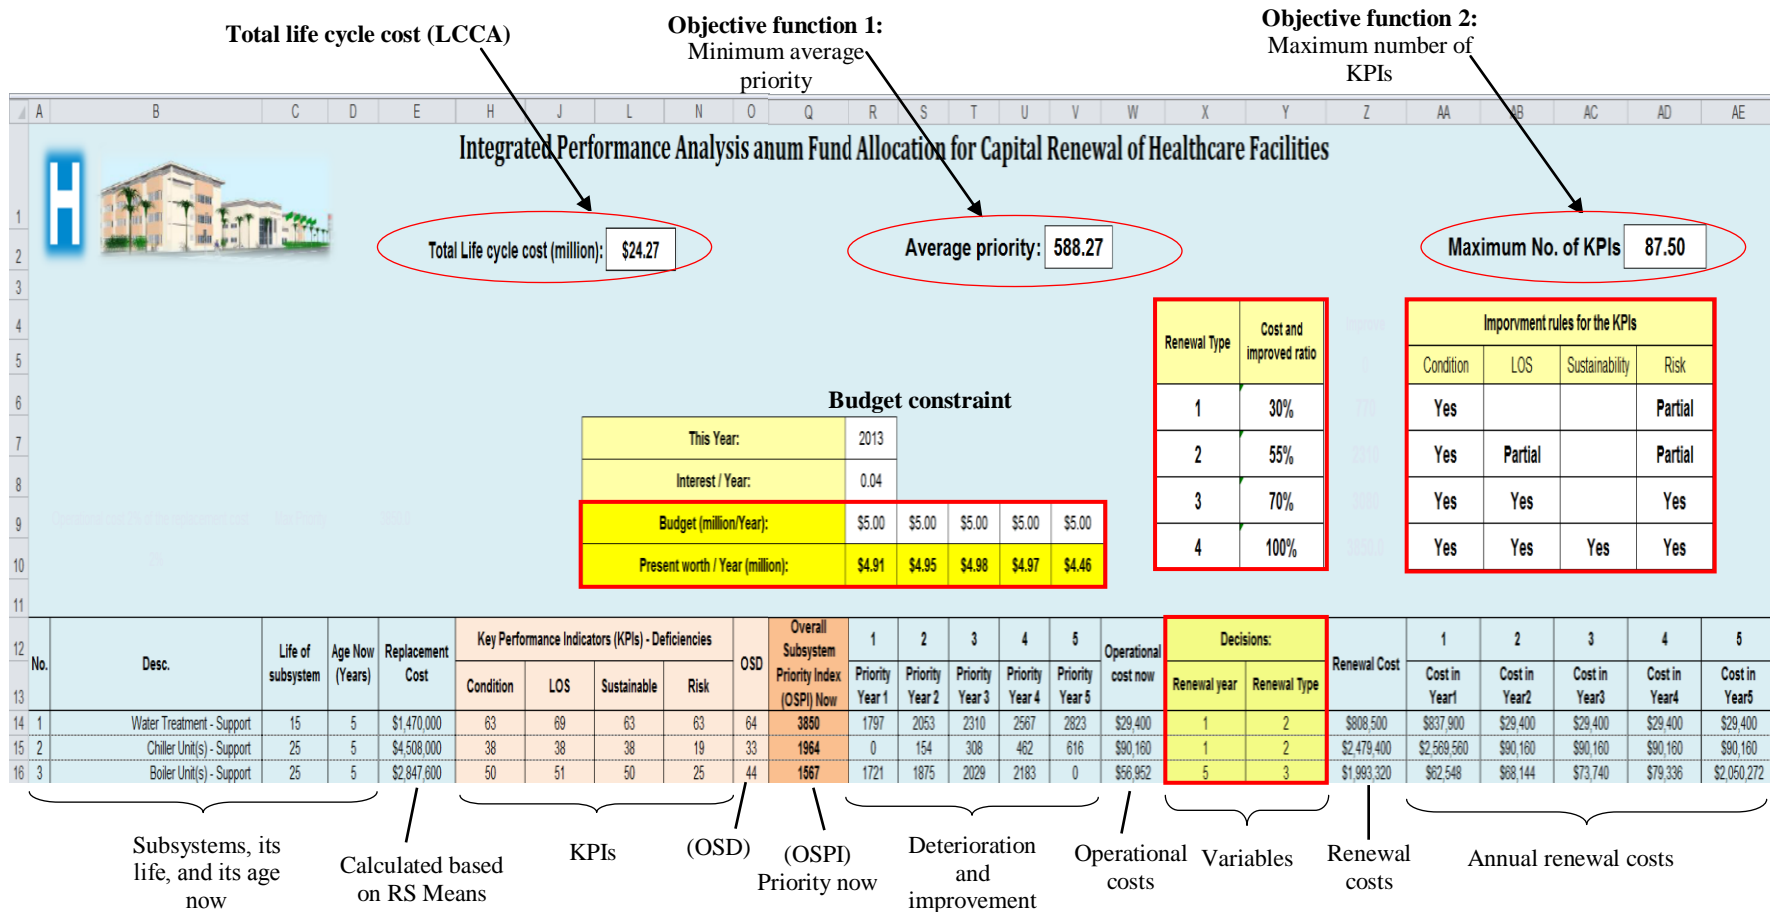 Total life cycle cost (LCCA)
Objective function 1:
Minimum average
priority
Objective function 2:
Maximum number of
KPIs
A B C D E H J L N O Q R S T U V W X Y Z AA AB AC AD AE
Integrated Performance Analysis anum Fund Allocation for Capital Renewal of Healthcare Facilities
H
1
2
3
4
5
6
7
8
9
10
11
12
13
Total Life cycle cost (million): $24.27
Average priority: 588.27
Maximum No. of KPIs 87.50
Renewal Type
Cost and
improved ratio
1 30%
2 55%
3 70%
4 100%
Imporvment rules for the KPIs
Condition LOS Sustainability Risk
Yes Partial
Yes Partial Partial
Yes Yes Yes
Yes Yes Yes Yes
Budget constraint
This Year: 2013
Interest / Year: 0.04
Budget (million/Year): $5.00 $5.00 $5.00 $5.00 $5.00
Present worth / Year (million): $4.91 $4.95 $4.98 $4.97 $4.46
No.
Desc.
Life of
subsystem
Age Now
(Years)
Replacement
Cost
Key Performance Indicators (KPIs) - Deficiencies
Condition LOS Sustainable Risk
OSD
Overall
Subsystem
Priority Index
(OSPI) Now
1 2 3 4 5
Priority
Year 1
Priority
Year 2
Priority
Year 3
Priority
Year 4
Priority
Year 5
Operational
cost now
Decisions:
Renewal year Renewal Type
Renewal Cost
1 2 3 4 5
Cost in
Year1
Cost in
Year2
Cost in
Year3
Cost in
Year4
Cost in
Year5
14 1 Water Treatment - Support 15 5 $1,470,000 63 69 63 63 64 3850 1797 2053 2310 2567 2823 $29,400 1 2 $808,500 $837,900 $29,400 $29,400 $29,400 $29,400
15 2 Chiller Unit(s) - Support 25 5 $4,508,000 38 38 38 19 33 1964 0 154 308 462 616 $90,160 1 2 $2,479,400 $2,569,560 $90,160 $90,160 $90,160 $90,160
16 3 Boiler Unit(s) - Support 25 5 $2,847,600 50 51 50 25 44 1567 1721 1875 2029 2183 0 $56,952 5 3 $1,993,320 $62,548 $68,144 $73,740 $79,336 $2,050,272
Subsystems, its
life, and its age
now
Calculated based
on RS Means
KPIs
(OSD)
(OSPI)
Priority now
Deterioration
and
improvement
Operational
costs
Variables
Renewal
costs
Annual renewal costs